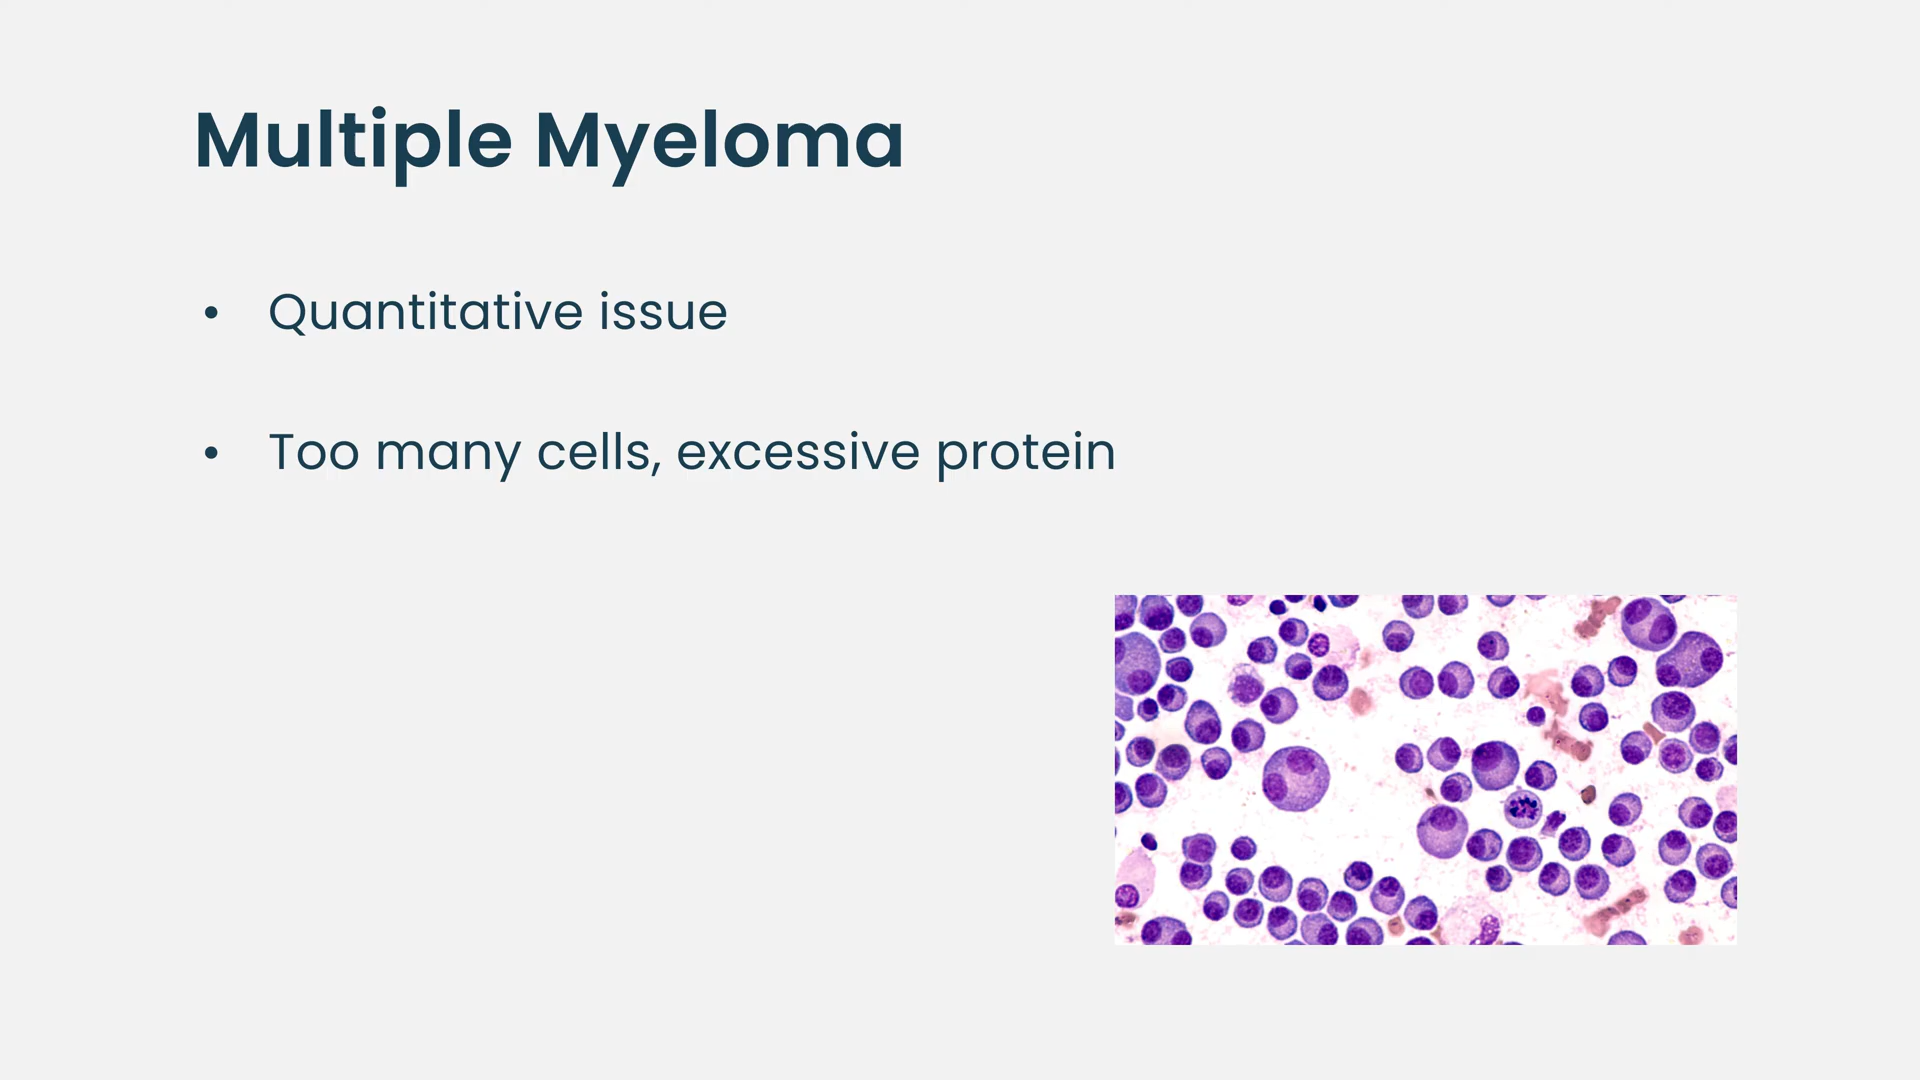 Multiple Myeloma
• Quantitative issue
• Too many cells, excessive protein